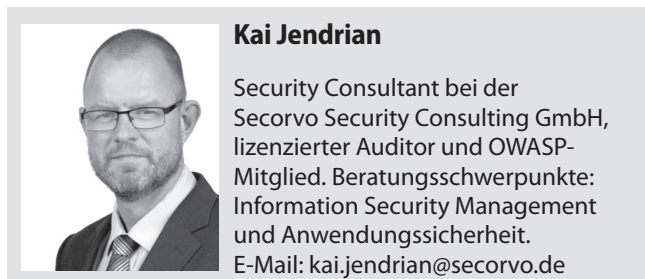 Kai Jendrian
Security Consultant bei der
Secorvo Security Consulting GmbH,
lizenzierter Auditor und OWASP-
Mitglied. Beratungsschwerpunkte:
Information Security Management
und Anwendungssicherheit.
E-Mail: kai.jendrian@secorvo.de